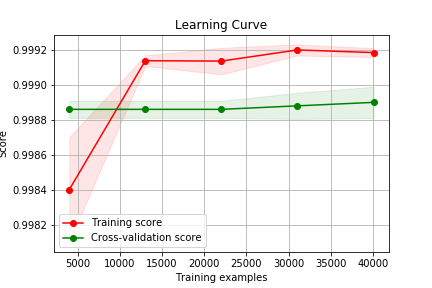 Learning Curve
0.9992
0.9990
0.9988
0.9986
0.9984
0.9982
Score
Training score
Cross-validation score
5000 10000 15000 20000 25000 30000 35000 40000
Training examples